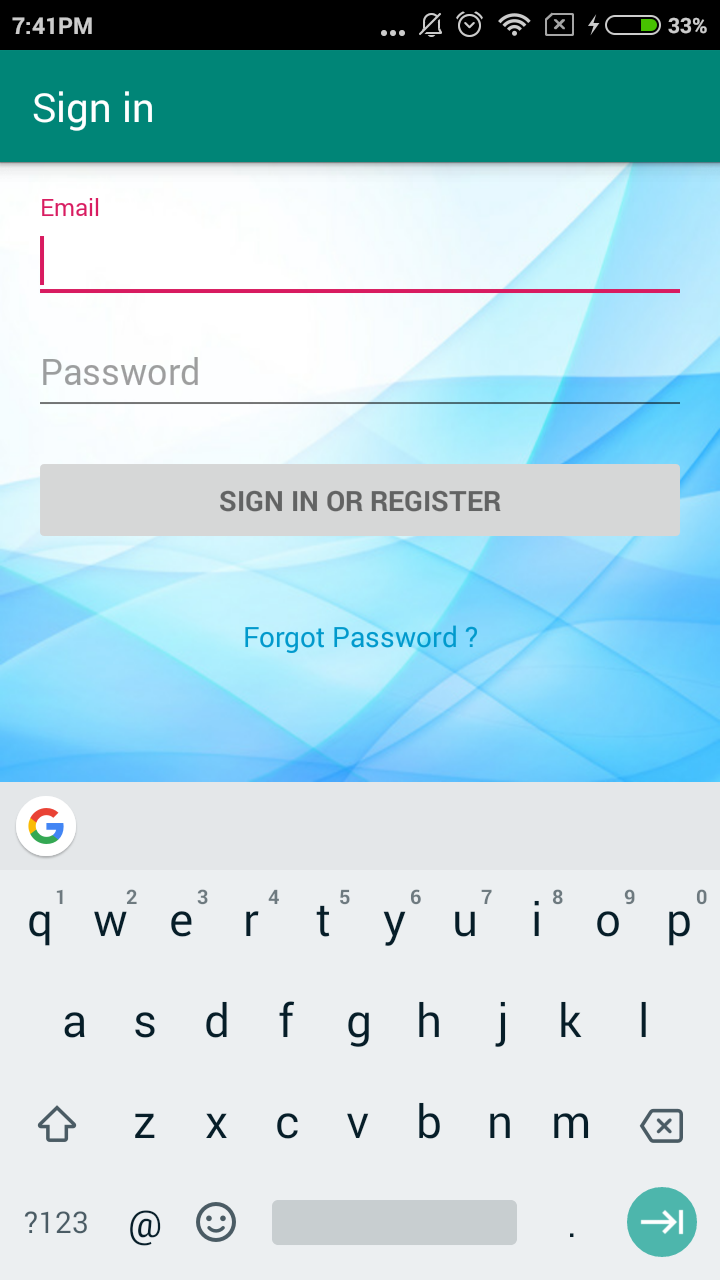 7:41PM ... 33%
Sign in
Email
Password
SIGN IN OR REGISTER
Forgot Password ?
G
1 2 3 4 5 6 7 8 9 0
q w e r t y u i o p
a s d f g h j k l
z x c v b n m
?123 @ .